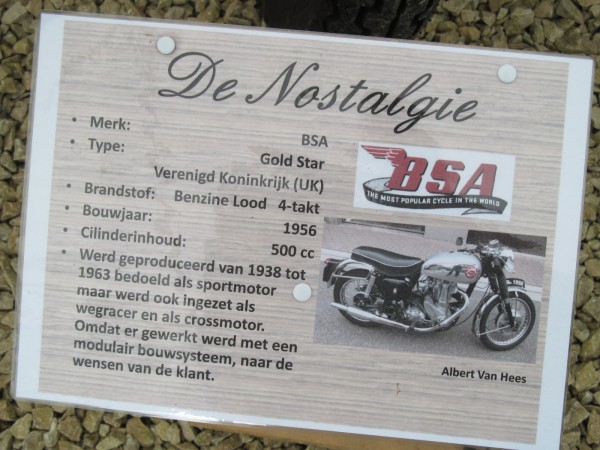 De Nostalgie
• Merk: BSA
• Type: Gold Star
Verenigd Koninkrijk (UK)
• Brandstof: Benzine Lood 4-takt
• Bouwjaar: 1956
• Cilinderinhoud: 500 cc
• Werd geproduceerd van 1938 tot
1963 bedoeld als sportmotor
maar werd ook ingezet als
wegracer en als crossmotor.
Omdat er gewerkt werd met een
modulair bouwsysteem, naar de
wensen van de klant.
BSA
THE MOST POPULAR CYCLE IN THE WORLD
Albert Van Hees